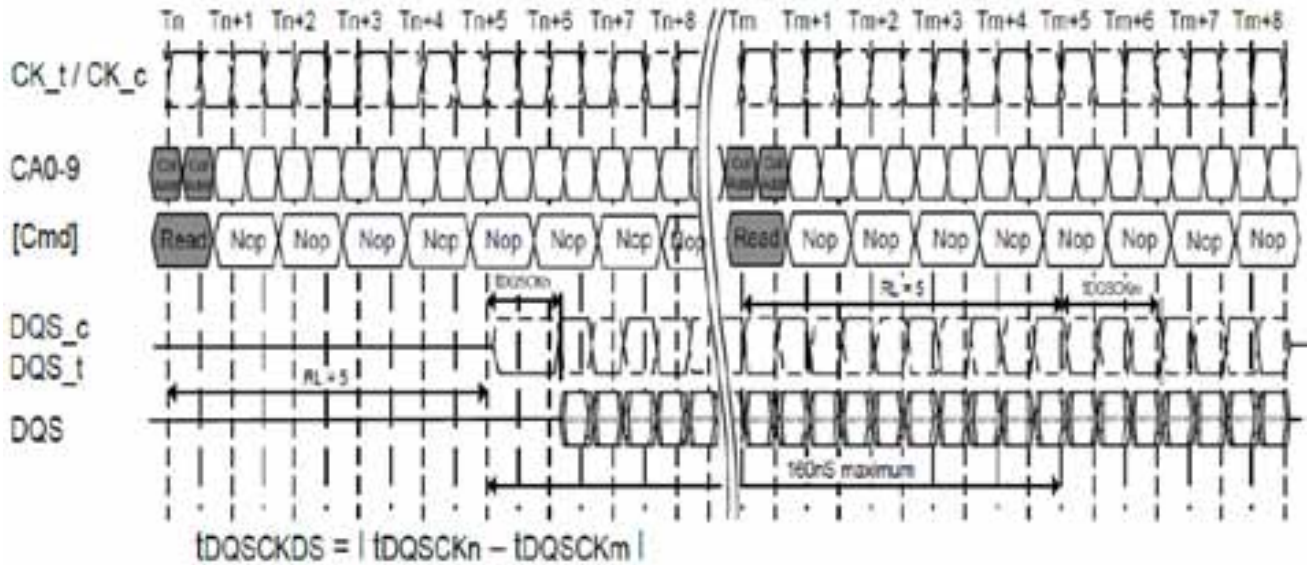 Tn Tn+1 Tn+2 Tn+3 Tn+4 Tn+5 Tn+6 Tn+7 Tn+8 Tm Tm+1 Tm+2 Tm+3 Tm+4 Tm+5 Tm+6 Tm+7 Tm+8
CK_t / CK_c
CA0-9
[Cmd] Read Nop Nop Nop Nop Nop Nop Nop Nop Read Nop Nop Nop Nop Nop Nop Nop Nop
tDQSCKn RL = 5 tDQSCKm
DQS_c
DQS_t
RL = 5
DQS
160nS maximum
tDQSCKDS = | tDQSCKn – tDQSCKm |